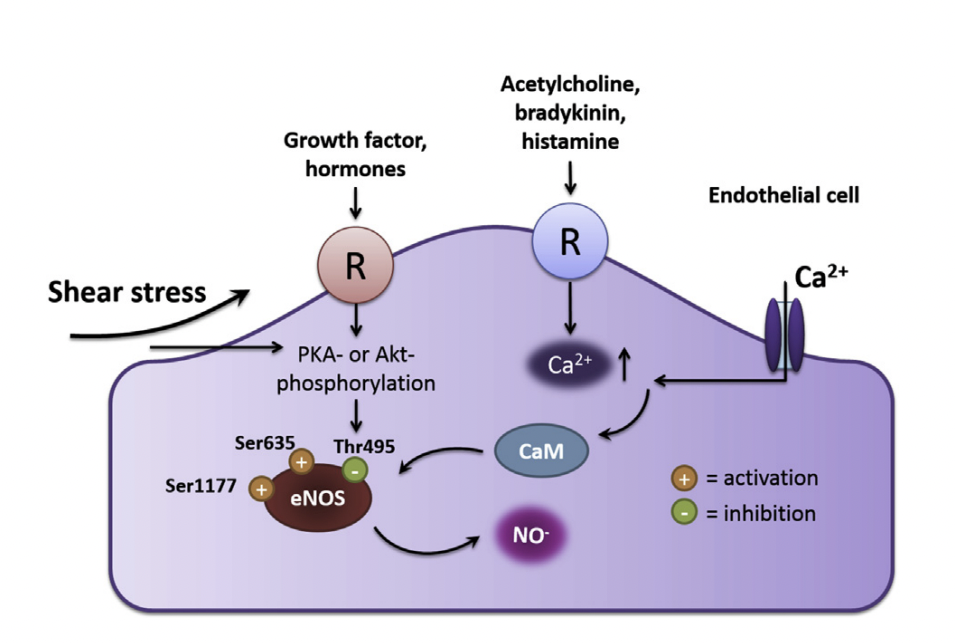 Acetylcholine,
bradykinin,
histamine
Growth factor,
hormones
Endothelial cell
R
R
Ca²⁺
Shear stress
PKA- or Akt-
phosphorylation
Ca²⁺
Ser635
Thr495
CaM
Ser1177
+
+
-
eNOS
+ = activation
- = inhibition
NO⁻